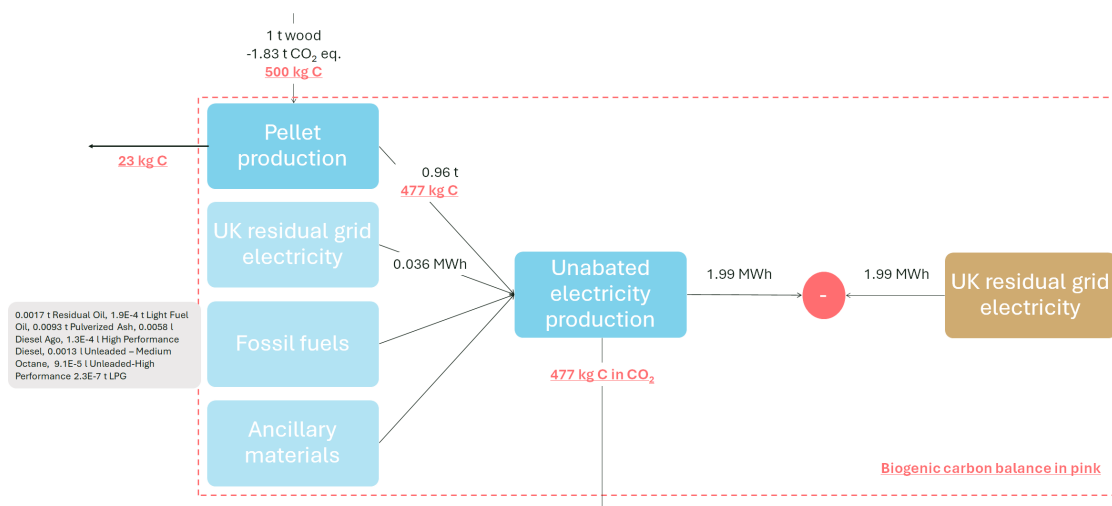 1 t wood
-1.83 t CO₂ eq.
500 kg C
Pellet
production
23 kg C
0.96 t
477 kg C
UK residual grid
electricity
0.036 MWh
Unabated
electricity
production
1.99 MWh
-
1.99 MWh
UK residual grid
electricity
0.0017 t Residual Oil, 1.9E-4 t Light Fuel
Oil, 0.0093 t Pulverized Ash, 0.0058 l
Diesel Ago, 1.3E-4 l High Performance
Diesel, 0.0013 l Unleaded – Medium
Octane, 9.1E-5 l Unleaded-High
Performance 2.3E-7 t LPG
Fossil fuels
477 kg C in CO₂
Ancillary
materials
Biogenic carbon balance in pink